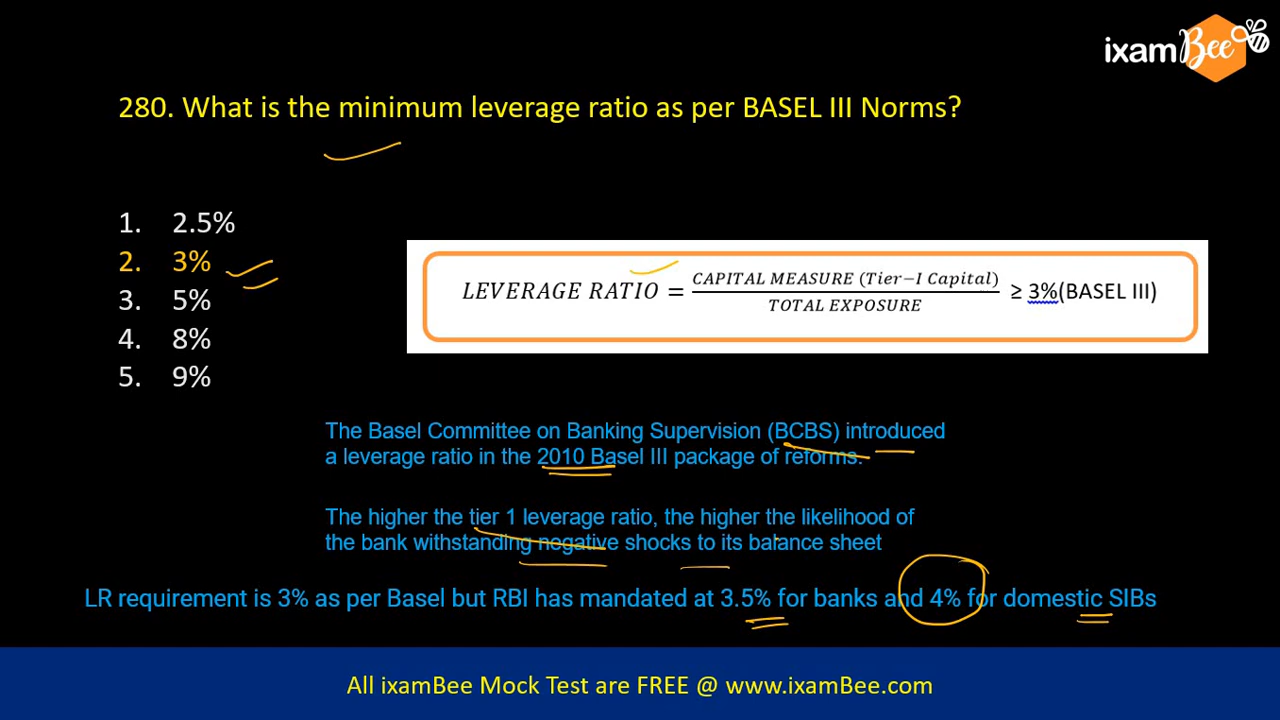 ixamBee
280. What is the minimum leverage ratio as per BASEL III Norms?
1. 2.5%
2. 3%
3. 5%
4. 8%
5. 9%
LEVERAGE RATIO = CAPITAL MEASURE (Tier−I Capital) / TOTAL EXPOSURE ≥ 3%(BASEL III)
The Basel Committee on Banking Supervision (BCBS) introduced
a leverage ratio in the 2010 Basel III package of reforms.
The higher the tier 1 leverage ratio, the higher the likelihood of
the bank withstanding negative shocks to its balance sheet
LR requirement is 3% as per Basel but RBI has mandated at 3.5% for banks and 4% for domestic SIBs
All ixamBee Mock Test are FREE @ www.ixamBee.com